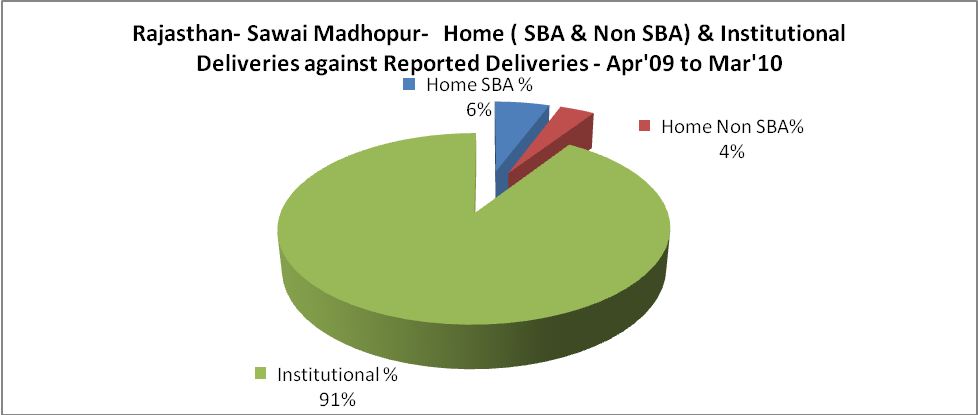 Rajasthan- Sawai Madhopur- Home ( SBA & Non SBA) & Institutional
Deliveries against Reported Deliveries - Apr'09 to Mar'10
Home SBA %
6%
Home Non SBA%
4%
Institutional %
91%